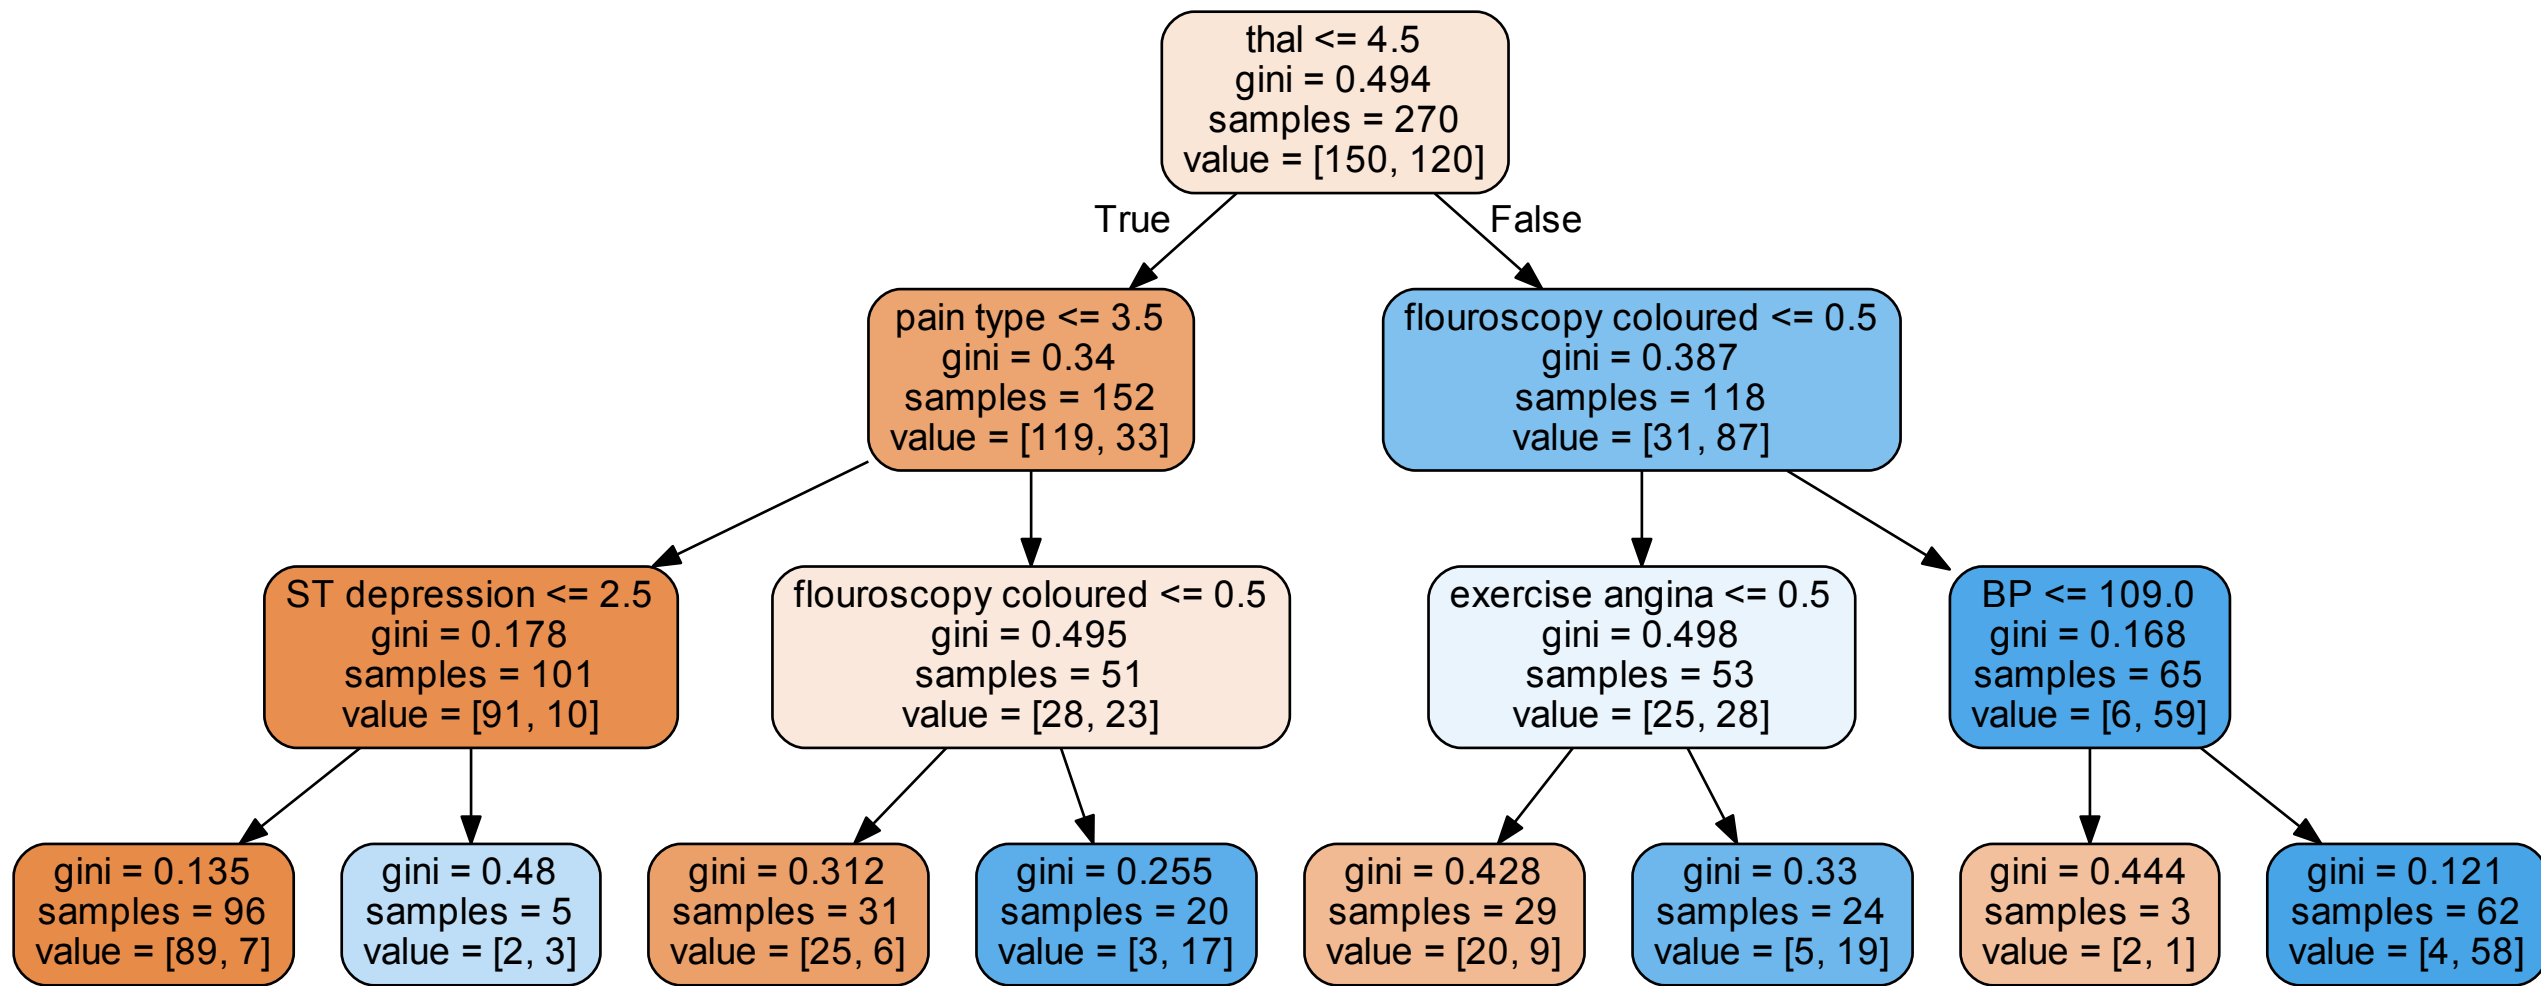 thal <= 4.5
gini = 0.494
samples = 270
value = [150, 120]
True
False
pain type <= 3.5
gini = 0.34
samples = 152
value = [119, 33]
flouroscopy coloured <= 0.5
gini = 0.387
samples = 118
value = [31, 87]
ST depression <= 2.5
gini = 0.178
samples = 101
value = [91, 10]
flouroscopy coloured <= 0.5
gini = 0.495
samples = 51
value = [28, 23]
exercise angina <= 0.5
gini = 0.498
samples = 53
value = [25, 28]
BP <= 109.0
gini = 0.168
samples = 65
value = [6, 59]
gini = 0.135
samples = 96
value = [89, 7]
gini = 0.48
samples = 5
value = [2, 3]
gini = 0.312
samples = 31
value = [25, 6]
gini = 0.255
samples = 20
value = [3, 17]
gini = 0.428
samples = 29
value = [20, 9]
gini = 0.33
samples = 24
value = [5, 19]
gini = 0.444
samples = 3
value = [2, 1]
gini = 0.121
samples = 62
value = [4, 58]